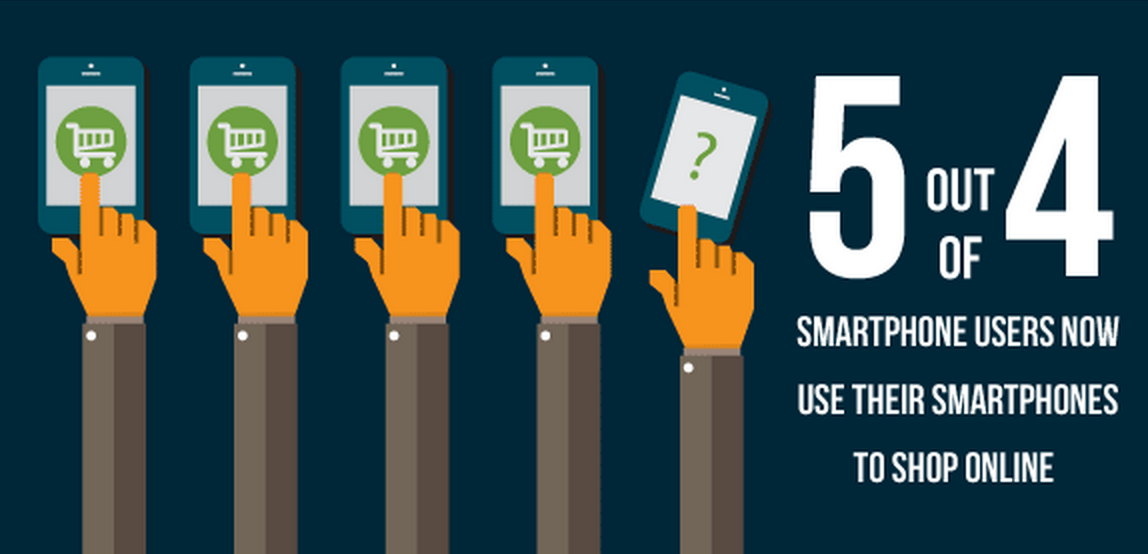 5 OUT OF 4
SMARTPHONE USERS NOW
USE THEIR SMARTPHONES
TO SHOP ONLINE
?